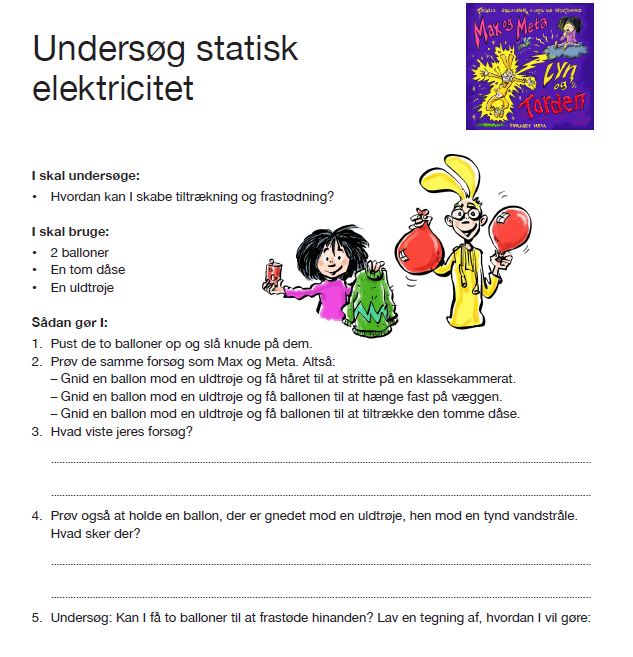 Undersøg statisk
elektricitet
Max og Meta
Lyn
og
Torden
FORLAGET META
I skal undersøge:
• Hvordan kan I skabe tiltrækning og frastødning?
I skal bruge:
• 2 balloner
• En tom dåse
• En uldtrøje
Sådan gør I:
1. Pust de to balloner op og slå knude på dem.
2. Prøv de samme forsøg som Max og Meta. Altså:
– Gnid en ballon mod en uldtrøje og få håret til at stritte på en klassekammerat.
– Gnid en ballon mod en uldtrøje og få ballonen til at hænge fast på væggen.
– Gnid en ballon mod en uldtrøje og få ballonen til at tiltrække den tomme dåse.
3. Hvad viste jeres forsøg?
4. Prøv også at holde en ballon, der er gnedet mod en uldtrøje, hen mod en tynd vandstråle.
Hvad sker der?
5. Undersøg: Kan I få to balloner til at frastøde hinanden? Lav en tegning af, hvordan I vil gøre: